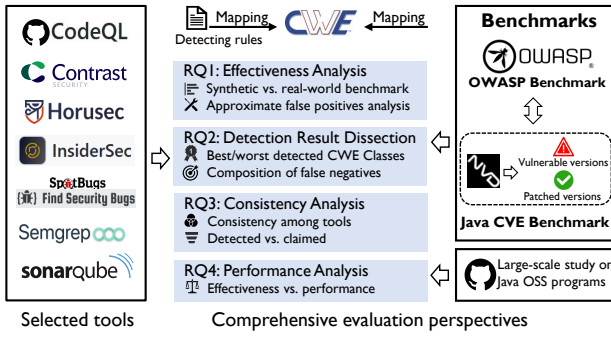 CodeQL
Contrast
SECURITY
Horusec
InsiderSec
SpotBugs
Find Security Bugs
Semgrep
sonarqube
Selected tools
Mapping
CWE
Mapping
Detecting rules
RQ1: Effectiveness Analysis
Synthetic vs. real-world benchmark
Approximate false positives analysis
RQ2: Detection Result Dissection
Best/worst detected CWE Classes
Composition of false negatives
RQ3: Consistency Analysis
Consistency among tools
Detected vs. claimed
RQ4: Performance Analysis
Effectiveness vs. performance
Comprehensive evaluation perspectives
Benchmarks
OWASP
OWASP Benchmark
NVD
Vulnerable versions
Patched versions
Java CVE Benchmark
Large-scale study on
Java OSS programs